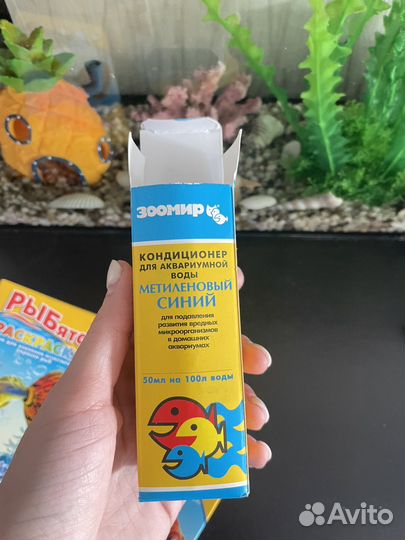 ЗООМИР
КОНДИЦИОНЕР
ДЛЯ АКВАРИУМНОЙ
ВОДЫ
МЕТИЛЕНОВЫЙ
СИНИЙ
для подавления
развития вредных
микроорганизмов
в домашних
аквариумах
50мл на 100л воды
РЫБято
РАСКРАС
Avito